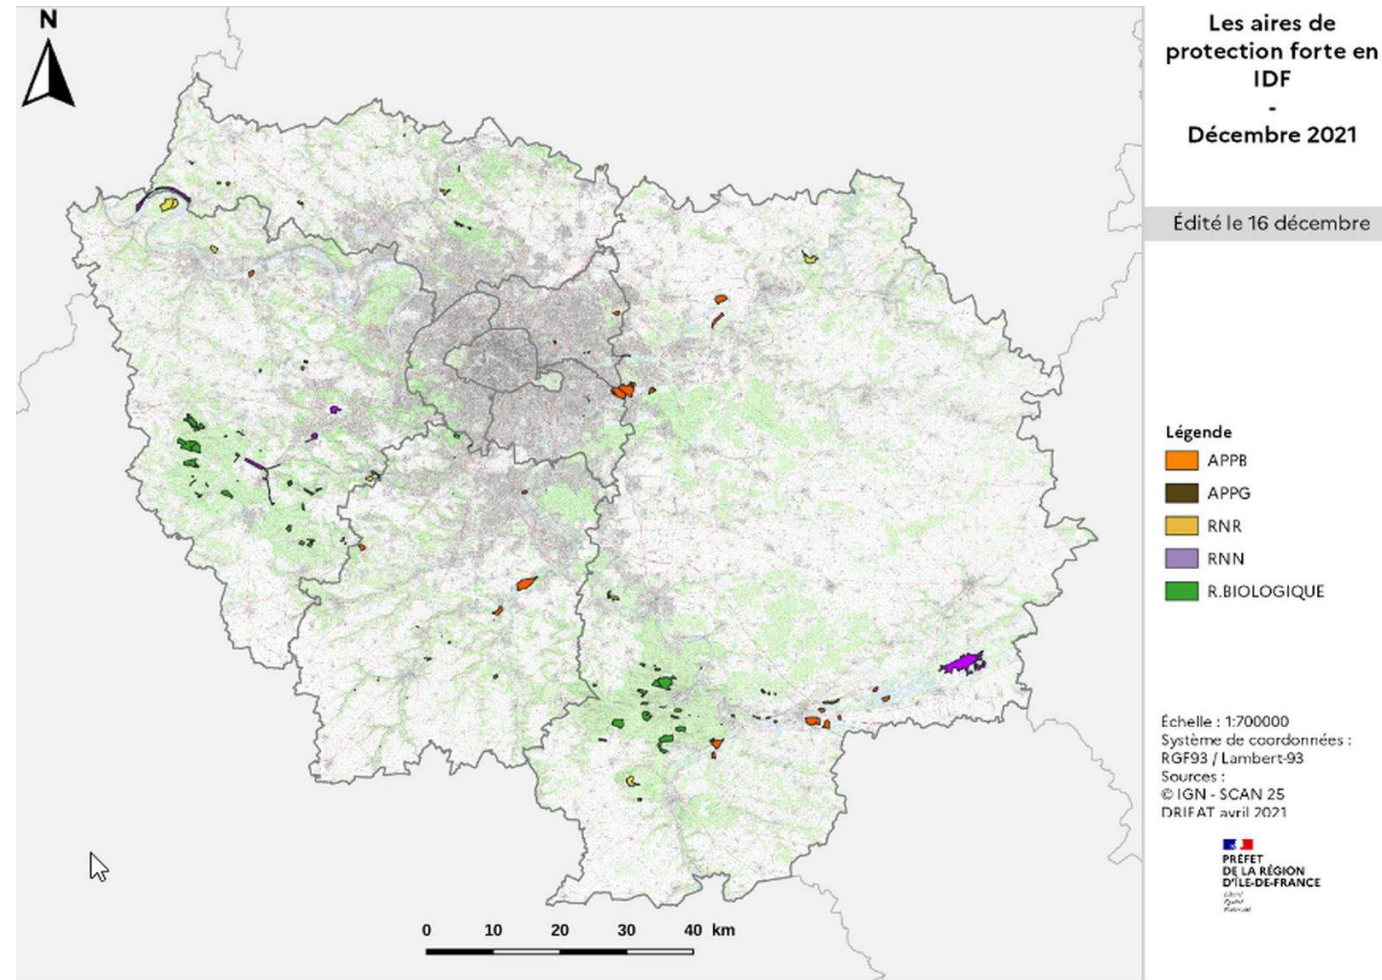 N
Les aires de
protection forte en
IDF
-
Décembre 2021
Édité le 16 décembre
Légende
APPB
APPG
RNR
RNN
R.BIOLOGIQUE
Échelle : 1:700000
Système de coordonnées :
RGF93 / Lambert-93
Sources :
© IGN - SCAN 25
DRIEAT avril 2021
PRÉFET
DE LA RÉGION
D'ÎLE-DE-FRANCE
0 10 20 30 40 km